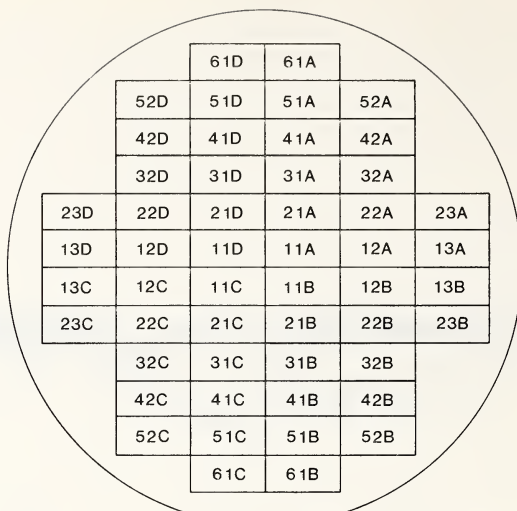 61D 61A
52D 51D 51A 52A
42D 41D 41A 42A
32D 31D 31A 32A
23D 22D 21D 21A 22A 23A
13D 12D 11D 11A 12A 13A
13C 12C 11C 11B 12B 13B
23C 22C 21C 21B 22B 23B
32C 31C 31B 32B
42C 41C 41B 42B
52C 51C 51B 52B
61C 61B